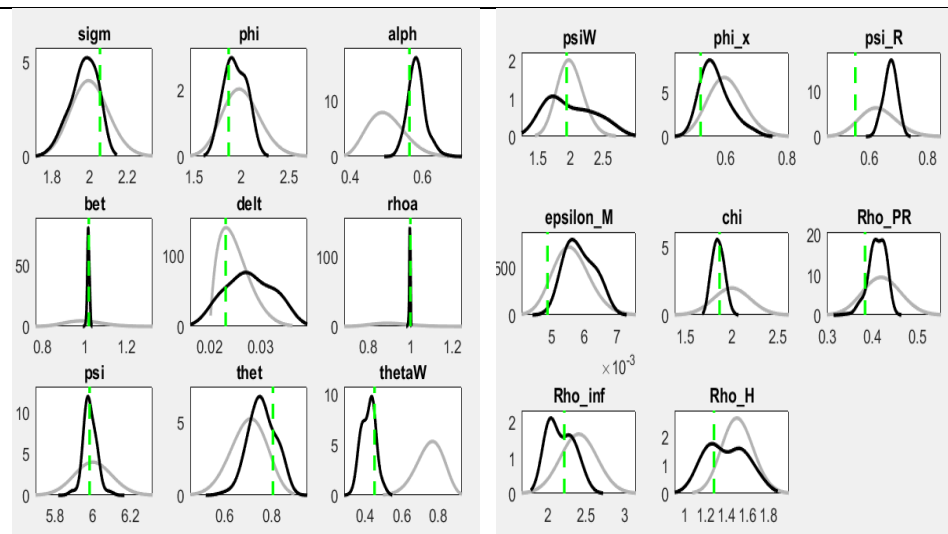 sigm phi alph
5
0
1.8 2 2.2
2
0
1.5 2 2.5
10
0
0.4 0.6
bet delt rhoa
50
0
0.8 1 1.2
100
0
0.02 0.03
100
0
0.8 1 1.2
psi thet thetaW
10
5
0
5.8 6 6.2
5
0
0.6 0.8
10
5
0
0.4 0.6 0.8
psiW phi_x psi_R
2
1
0
1.5 2 2.5
5
0
0.6 0.8
10
0
0.6 0.8
epsilon_M chi Rho_PR
500
0
5 6 7
×10-3
5
0
1.5 2 2.5
20
10
0
0.3 0.4 0.5
Rho_inf Rho_H
2
1
0
2 2.5 3
2
1
0
1 1.2 1.4 1.6 1.8